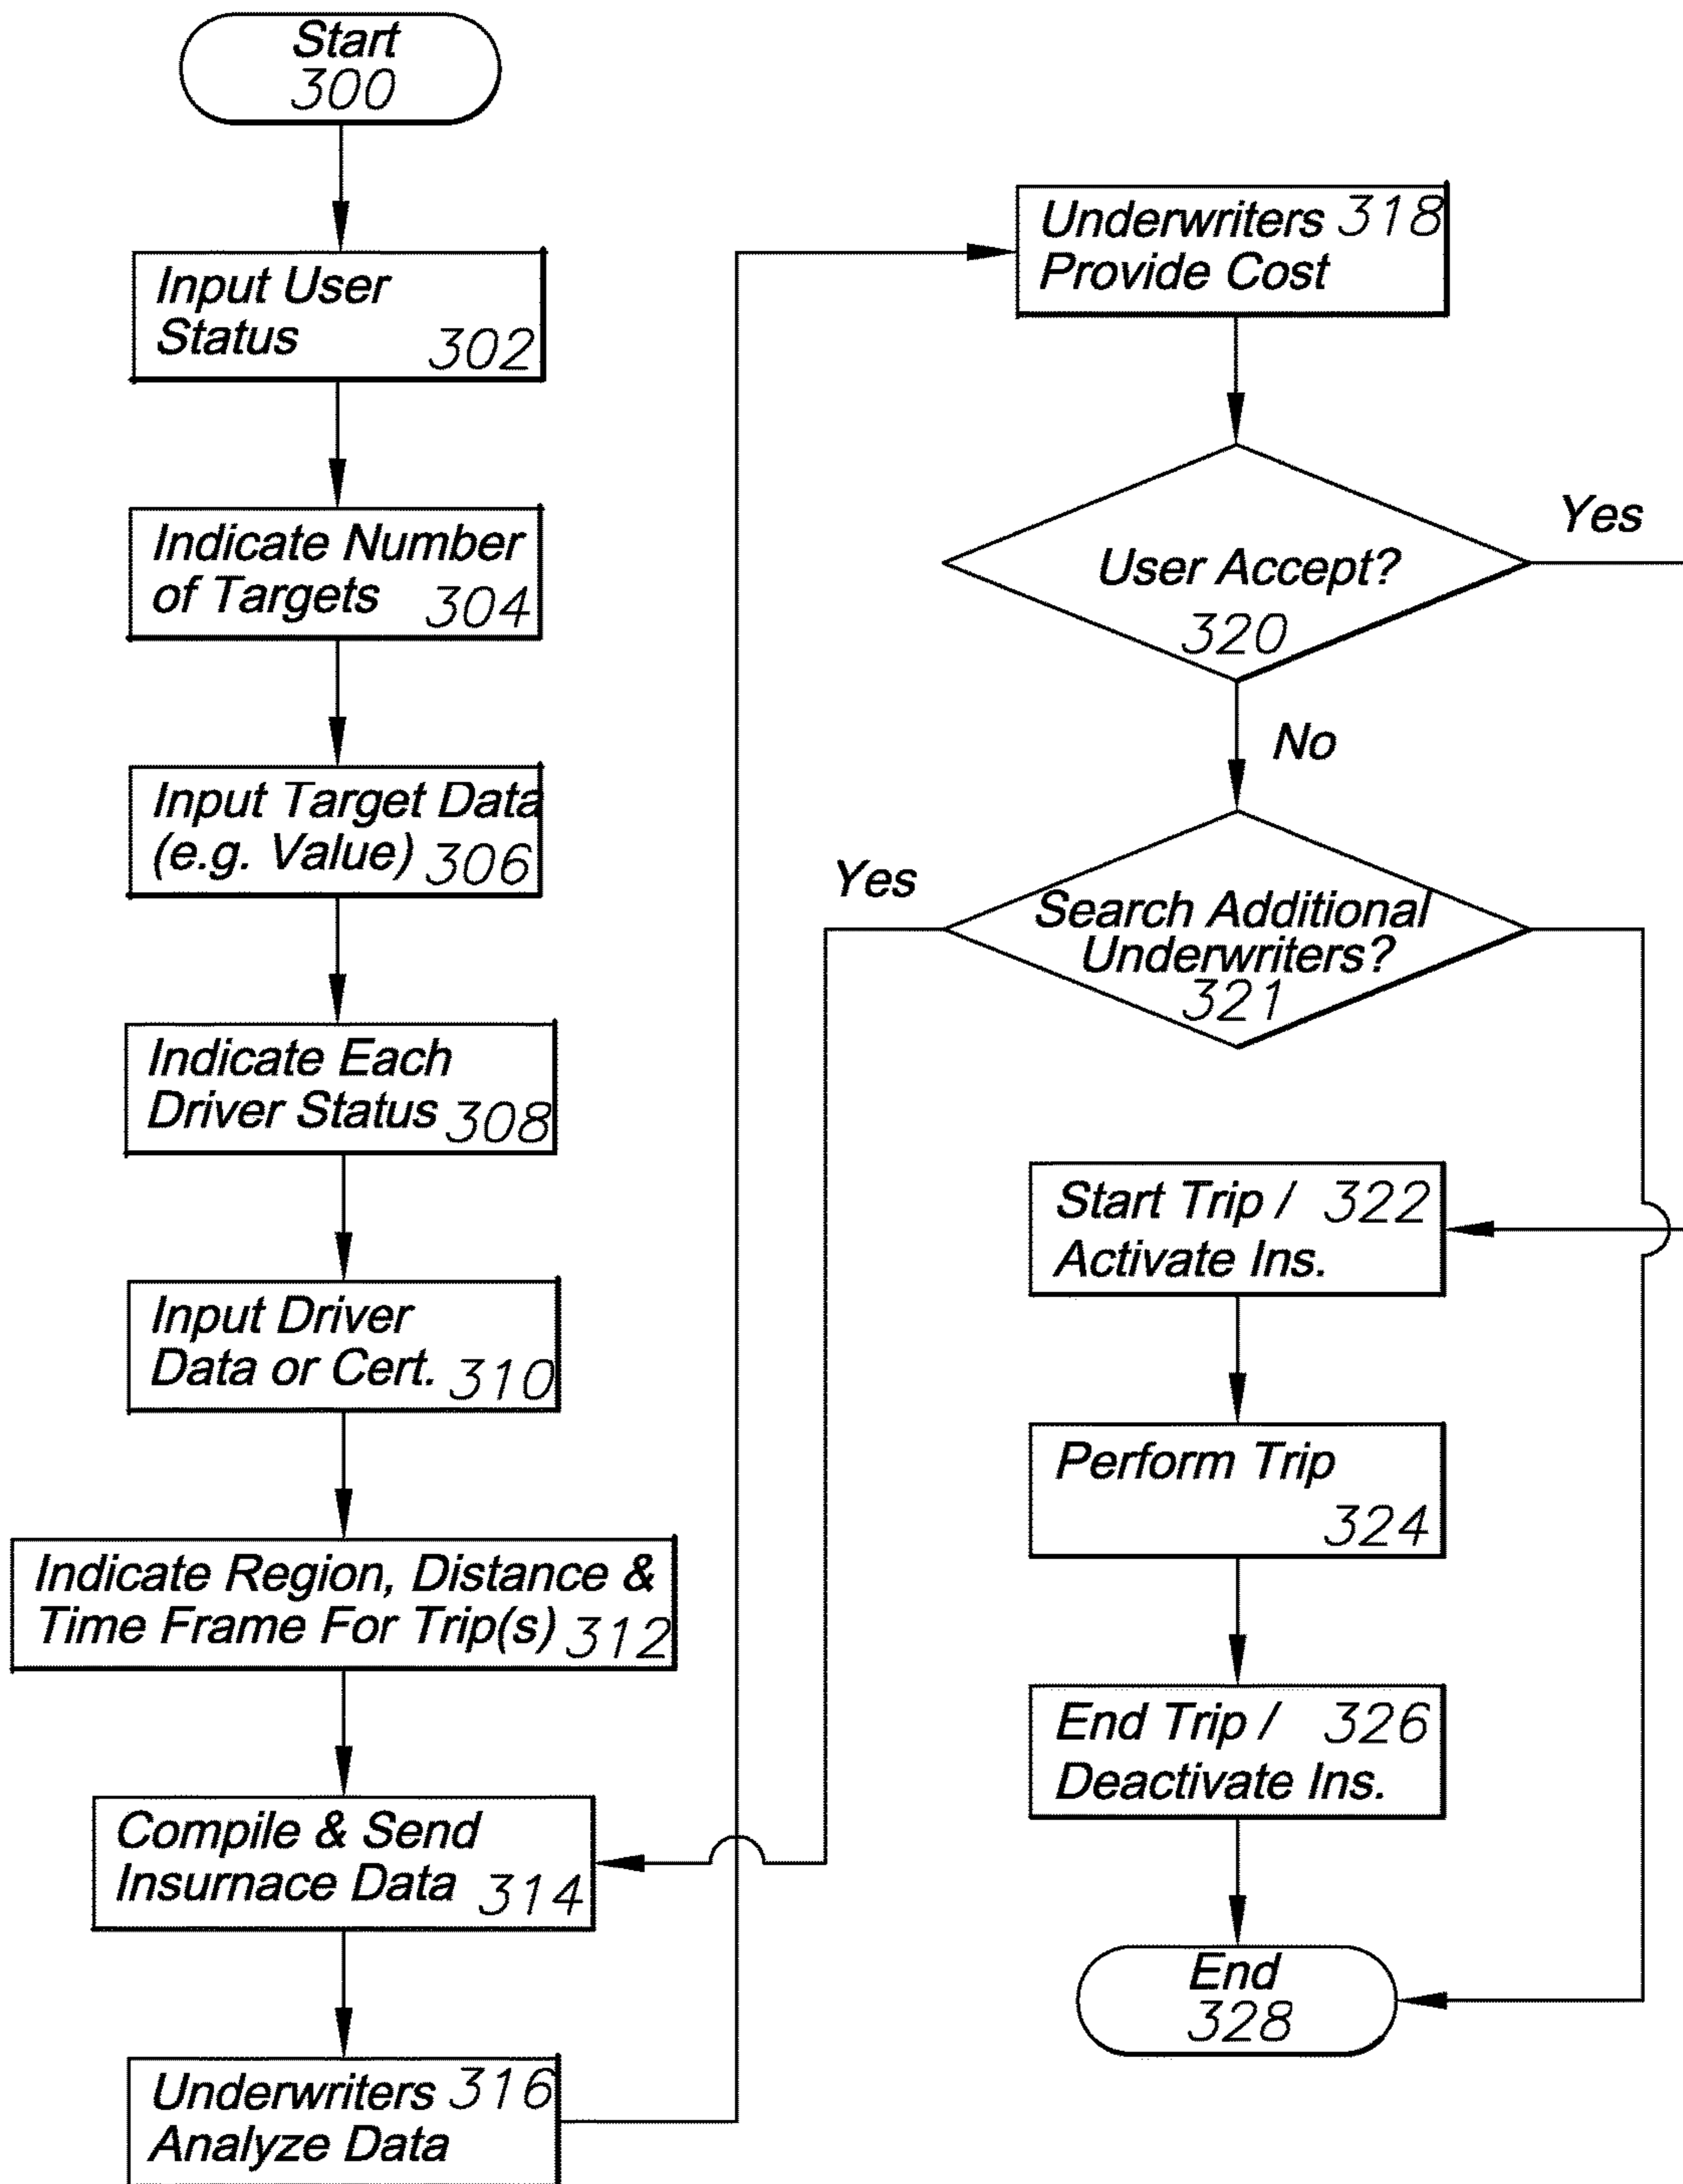 Start
300
Input User
Status 302
Indicate Number
of Targets 304
Input Target Data
(e.g. Value) 306
Indicate Each
Driver Status 308
Input Driver
Data or Cert. 310
Indicate Region, Distance &
Time Frame For Trip(s) 312
Compile & Send
Insurnace Data 314
Underwriters 316
Analyze Data
Underwriters 318
Provide Cost
User Accept?
320
Yes
No
Yes
Search Additional
Underwriters?
321
Start Trip / 322
Activate Ins.
Perform Trip
324
End Trip / 326
Deactivate Ins.
End
328